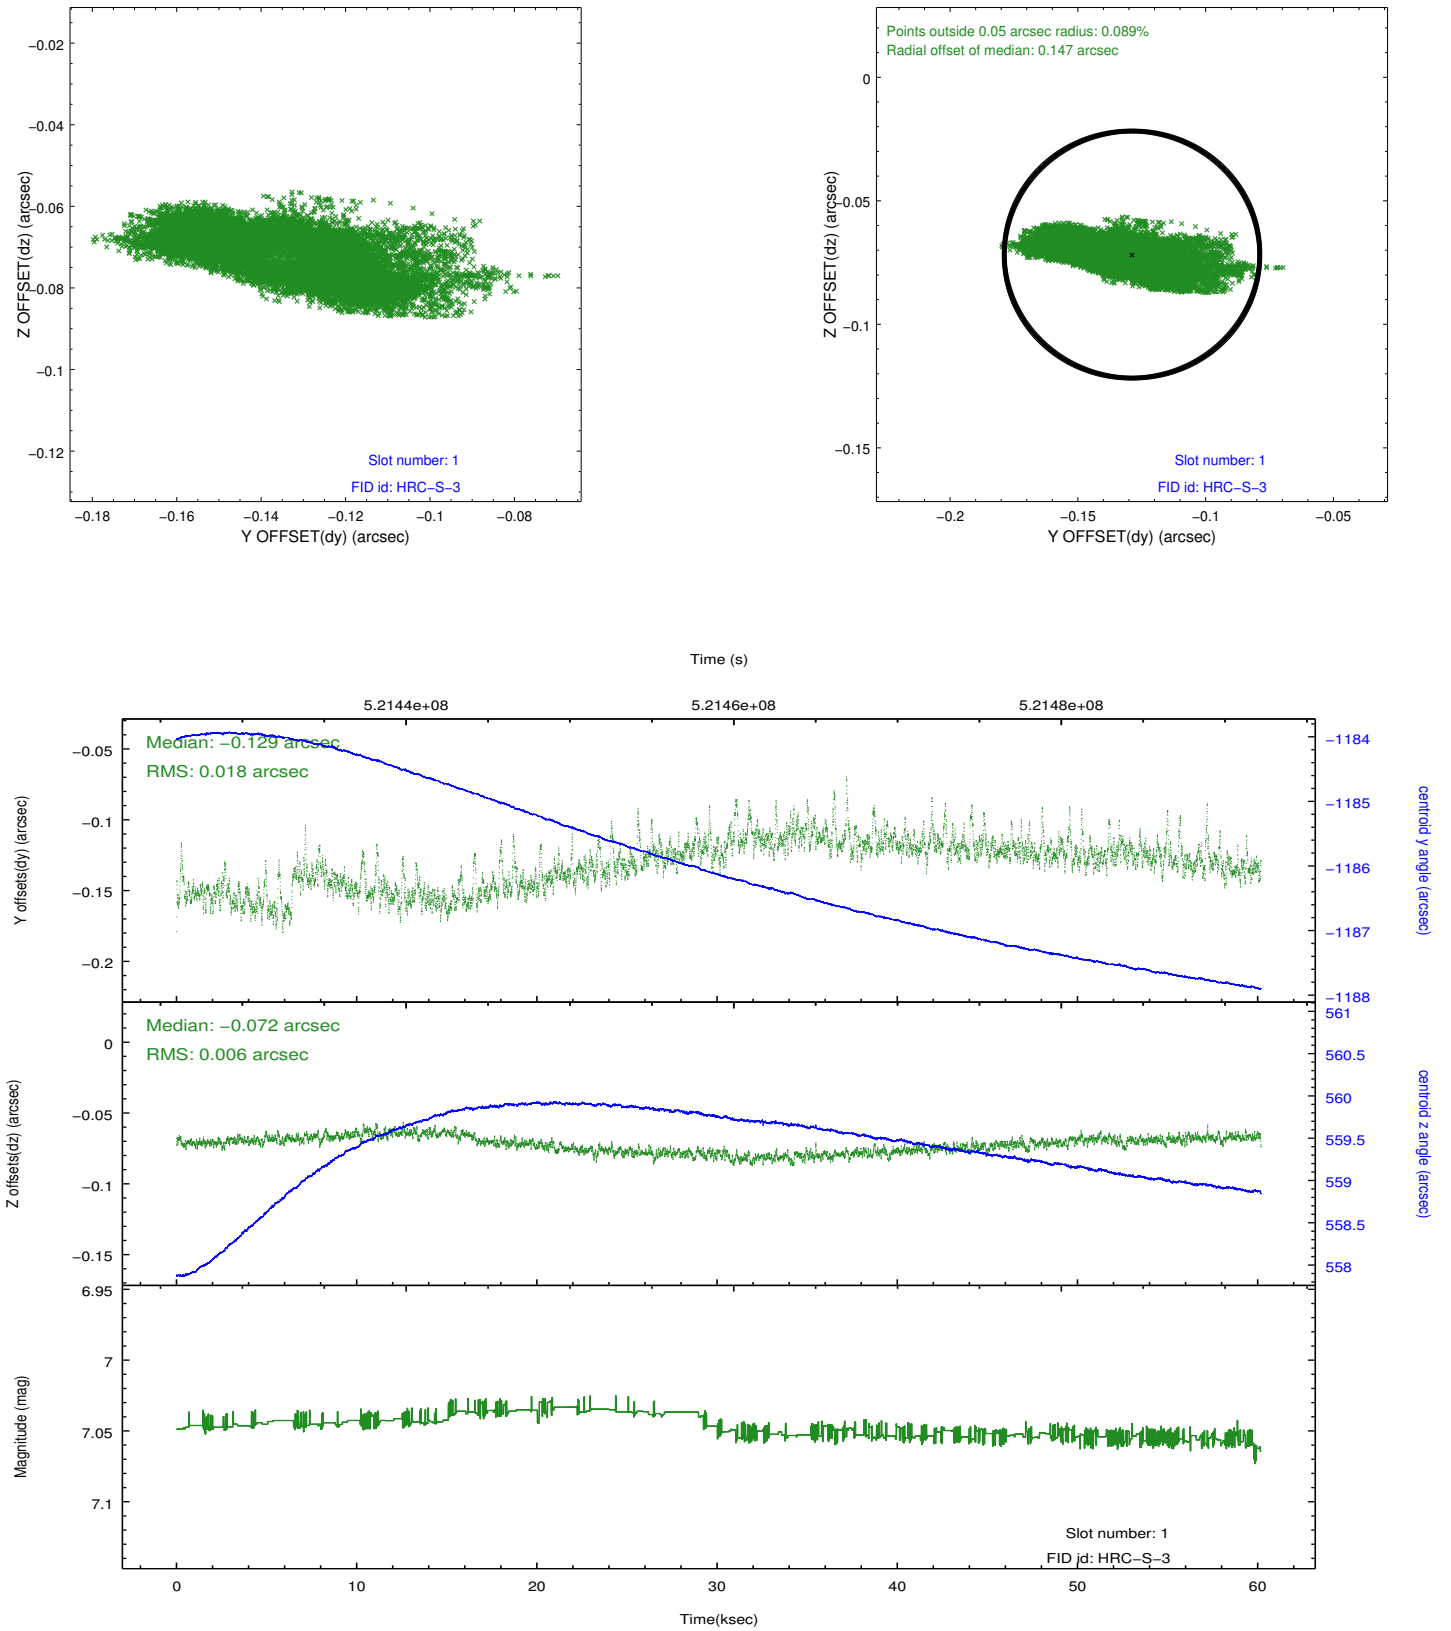 −0.02
−0.04
−0.06
−0.08
−0.1
−0.12
Z OFFSET(dz) (arcsec)
Slot number: 1
FID id: HRC−S−3
−0.18 −0.16 −0.14 −0.12 −0.1 −0.08
Y OFFSET(dy) (arcsec)
Points outside 0.05 arcsec radius: 0.089%
Radial offset of median: 0.147 arcsec
0
−0.05
−0.1
−0.15
Z OFFSET(dz) (arcsec)
Slot number: 1
FID id: HRC−S−3
−0.2 −0.15 −0.1 −0.05
Y OFFSET(dy) (arcsec)
Time (s)
5.2144e+08 5.2146e+08 5.2148e+08
Median: −0.129 arcsec
RMS: 0.018 arcsec
−0.05
−0.1
−0.15
−0.2
Y offsets(dy) (arcsec)
−1184
−1185
−1186
−1187
−1188
centroid y angle (arcsec)
Median: −0.072 arcsec
RMS: 0.006 arcsec
0
−0.05
−0.1
−0.15
Z offsets(dz) (arcsec)
561
560.5
560
559.5
559
558.5
558
centroid z angle (arcsec)
6.95
7
7.05
7.1
Magnitude (mag)
Slot number: 1
FID id: HRC−S−3
0 10 20 30 40 50 60
Time(ksec)